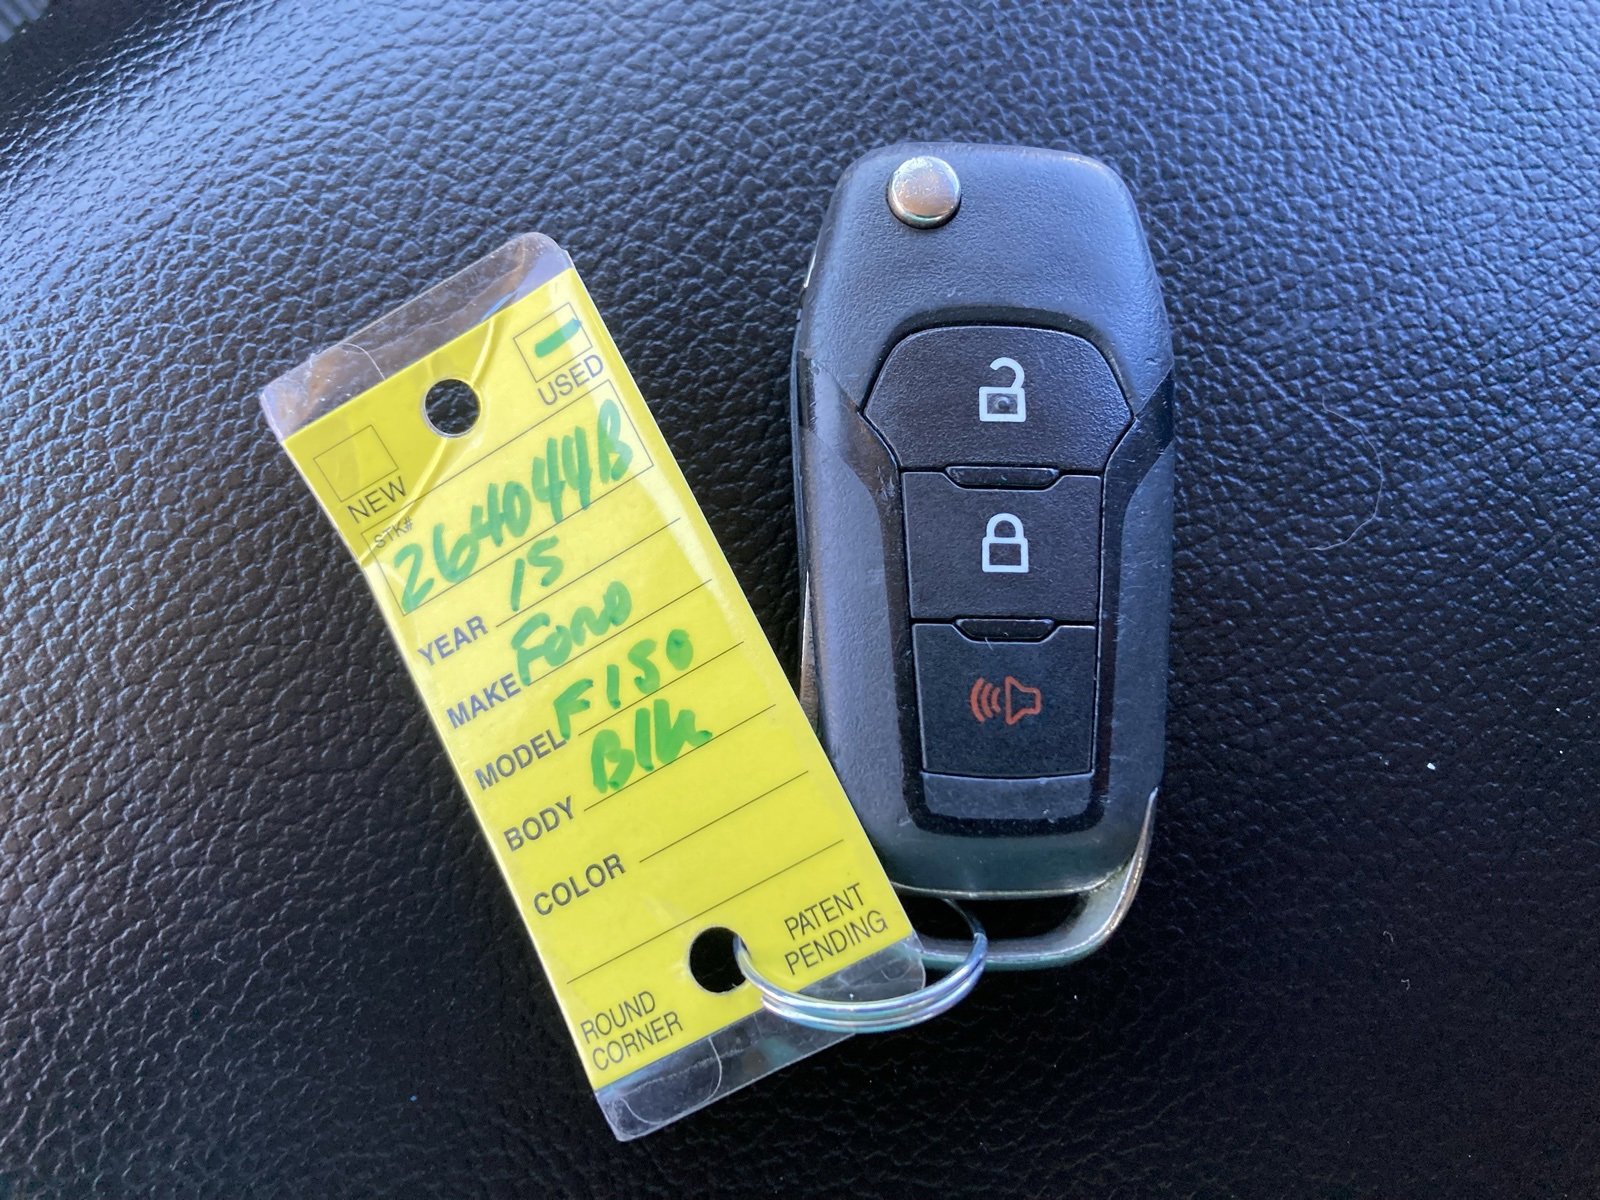 NEW USED
STK# 264044B
YEAR 15
MAKE Ford
MODEL F150
BODY Blk
COLOR
ROUND CORNER
PATENT PENDING